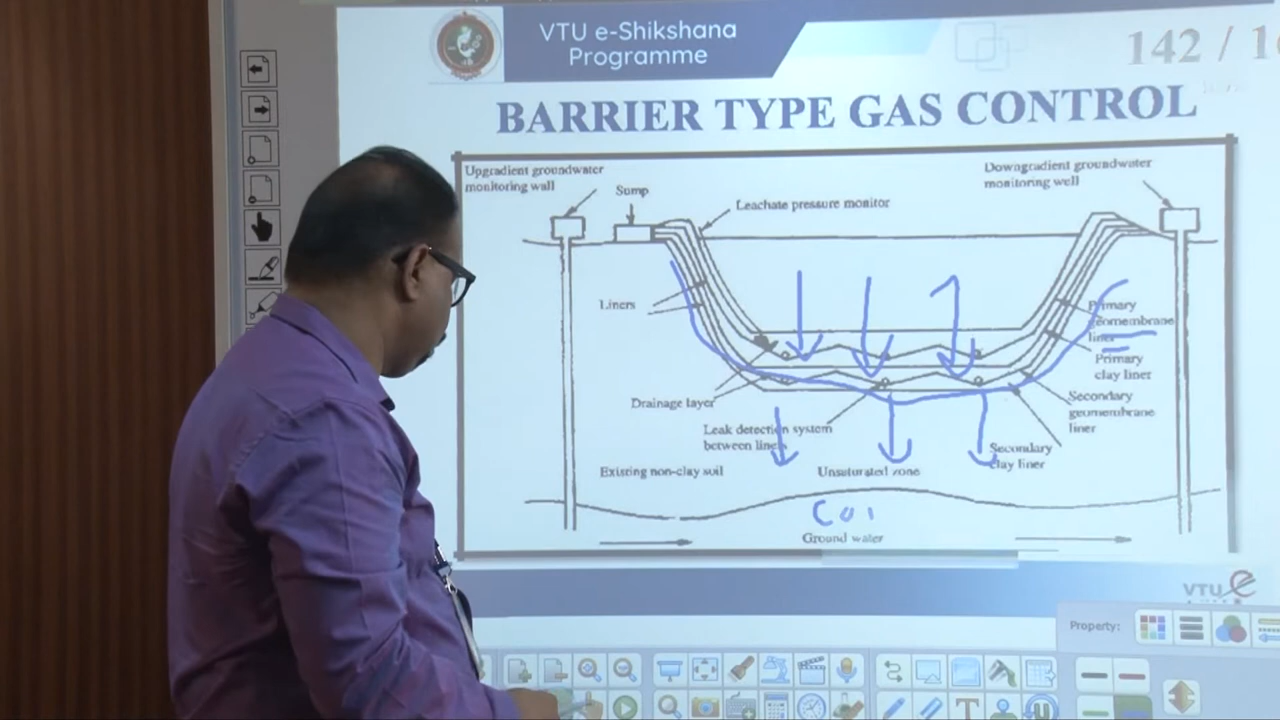 VTU e-Shikshana
Programme
142 / 1
BARRIER TYPE GAS CONTROL
Upgradient groundwater
monitoring wall
Sump
Leachate pressure monitor
Downgradient groundwater
monitoring well
Liners
Primary
geomembrane
liner
Primary
clay liner
Drainage layer
Secondary
geomembrane
liner
Leak detection system
between liners
Secondary
clay liner
Existing non-clay soil
Unsaturated zone
Ground water
VTU e
Property:
T